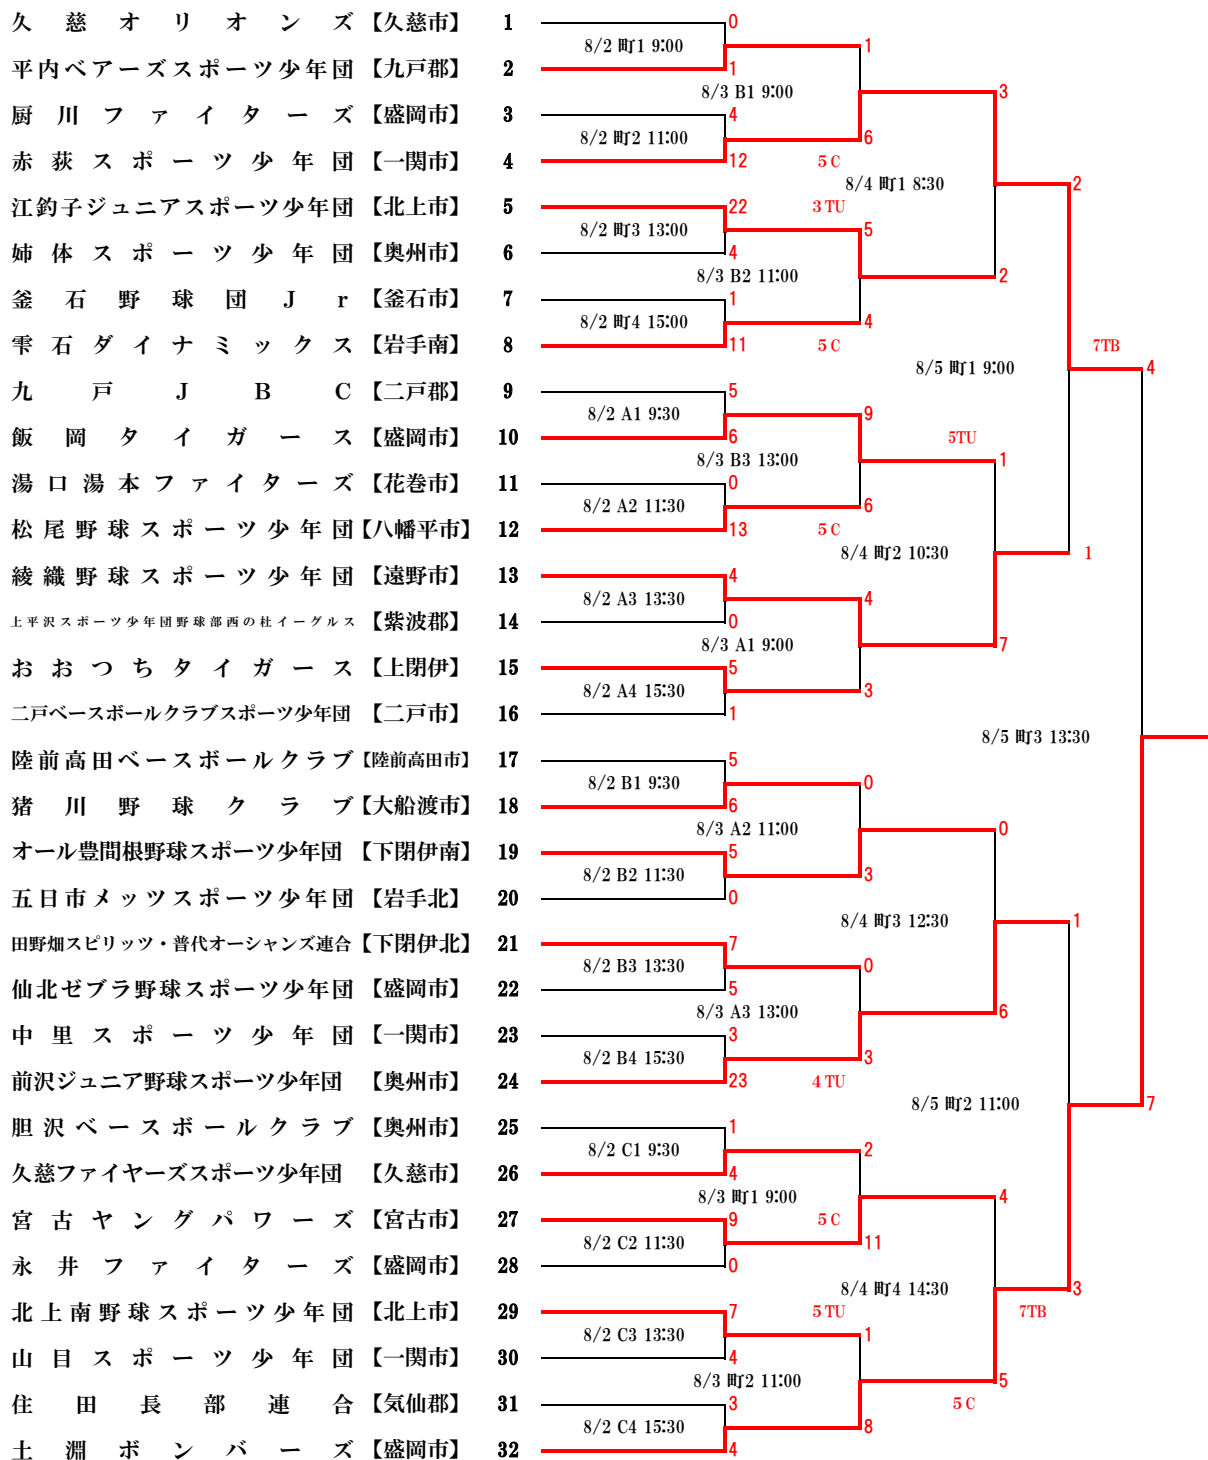 久慈オリオンズ【久慈市】 1 0
8/2 町1 9:00 1
平内ベアーズスポーツ少年団【九戸郡】 2 1
8/3 B1 9:00 3
厨川ファイターズ【盛岡市】 3 4
8/2 町2 11:00 6
赤荻スポーツ少年団【一関市】 4 12 5C
8/4 町1 8:30 2
江釣子ジュニアスポーツ少年団【北上市】 5 22 3TU
8/2 町3 13:00 5
姉体スポーツ少年団【奥州市】 6 4
8/3 B2 11:00 2
釜石野球団Jr【釜石市】 7 1
8/2 町4 15:00 4
雫石ダイナミックス【岩手南】 8 11 5C 7TB
8/5 町1 9:00 4
九戸JBC【二戸郡】 9 5
8/2 A1 9:30 9
飯岡タイガース【盛岡市】 10 6 5TU
8/3 B3 13:00 1
湯口湯本ファイターズ【花巻市】 11 0
8/2 A2 11:30 6
松尾野球スポーツ少年団【八幡平市】 12 13 5C
8/4 町2 10:30 1
綾織野球スポーツ少年団【遠野市】 13 4
8/2 A3 13:30 4
上平沢スポーツ少年団野球部西の杜イーグルス【紫波郡】 14 0
8/3 A1 9:00 7
おおつちタイガース【上閉伊】 15 5
8/2 A4 15:30 3
二戸ベースボールクラブスポーツ少年団【二戸市】 16 1
8/5 町3 13:30
陸前高田ベースボールクラブ【陸前高田市】 17 5
8/2 B1 9:30 0
猪川野球クラブ【大船渡市】 18 6
8/3 A2 11:00 0
オール豊間根野球スポーツ少年団【下閉伊南】 19 5
8/2 B2 11:30 3
五日市メッツスポーツ少年団【岩手北】 20 0
8/4 町3 12:30 1
田野畑スピリッツ・普代オーシャンズ連合【下閉伊北】 21 7
8/2 B3 13:30 0
仙北ゼブラ野球スポーツ少年団【盛岡市】 22 5
8/3 A3 13:00 6
中里スポーツ少年団【一関市】 23 3
8/2 B4 15:30 3
前沢ジュニア野球スポーツ少年団【奥州市】 24 23 4TU
8/5 町2 11:00 7
胆沢ベースボールクラブ【奥州市】 25 1
8/2 C1 9:30 2
久慈ファイヤーズスポーツ少年団【久慈市】 26 4
8/3 町1 9:00 4
宮古ヤングパワーズ【宮古市】 27 9 5C
8/2 C2 11:30 11
永井ファイターズ【盛岡市】 28 0
8/4 町4 14:30 3
北上南野球スポーツ少年団【北上市】 29 7 5TU 7TB
8/2 C3 13:30 1
山目スポーツ少年団【一関市】 30 4
8/3 町2 11:00 5
住田長部連合【気仙郡】 31 3 5C
8/2 C4 15:30 8
土淵ボンバーズ【盛岡市】 32 4